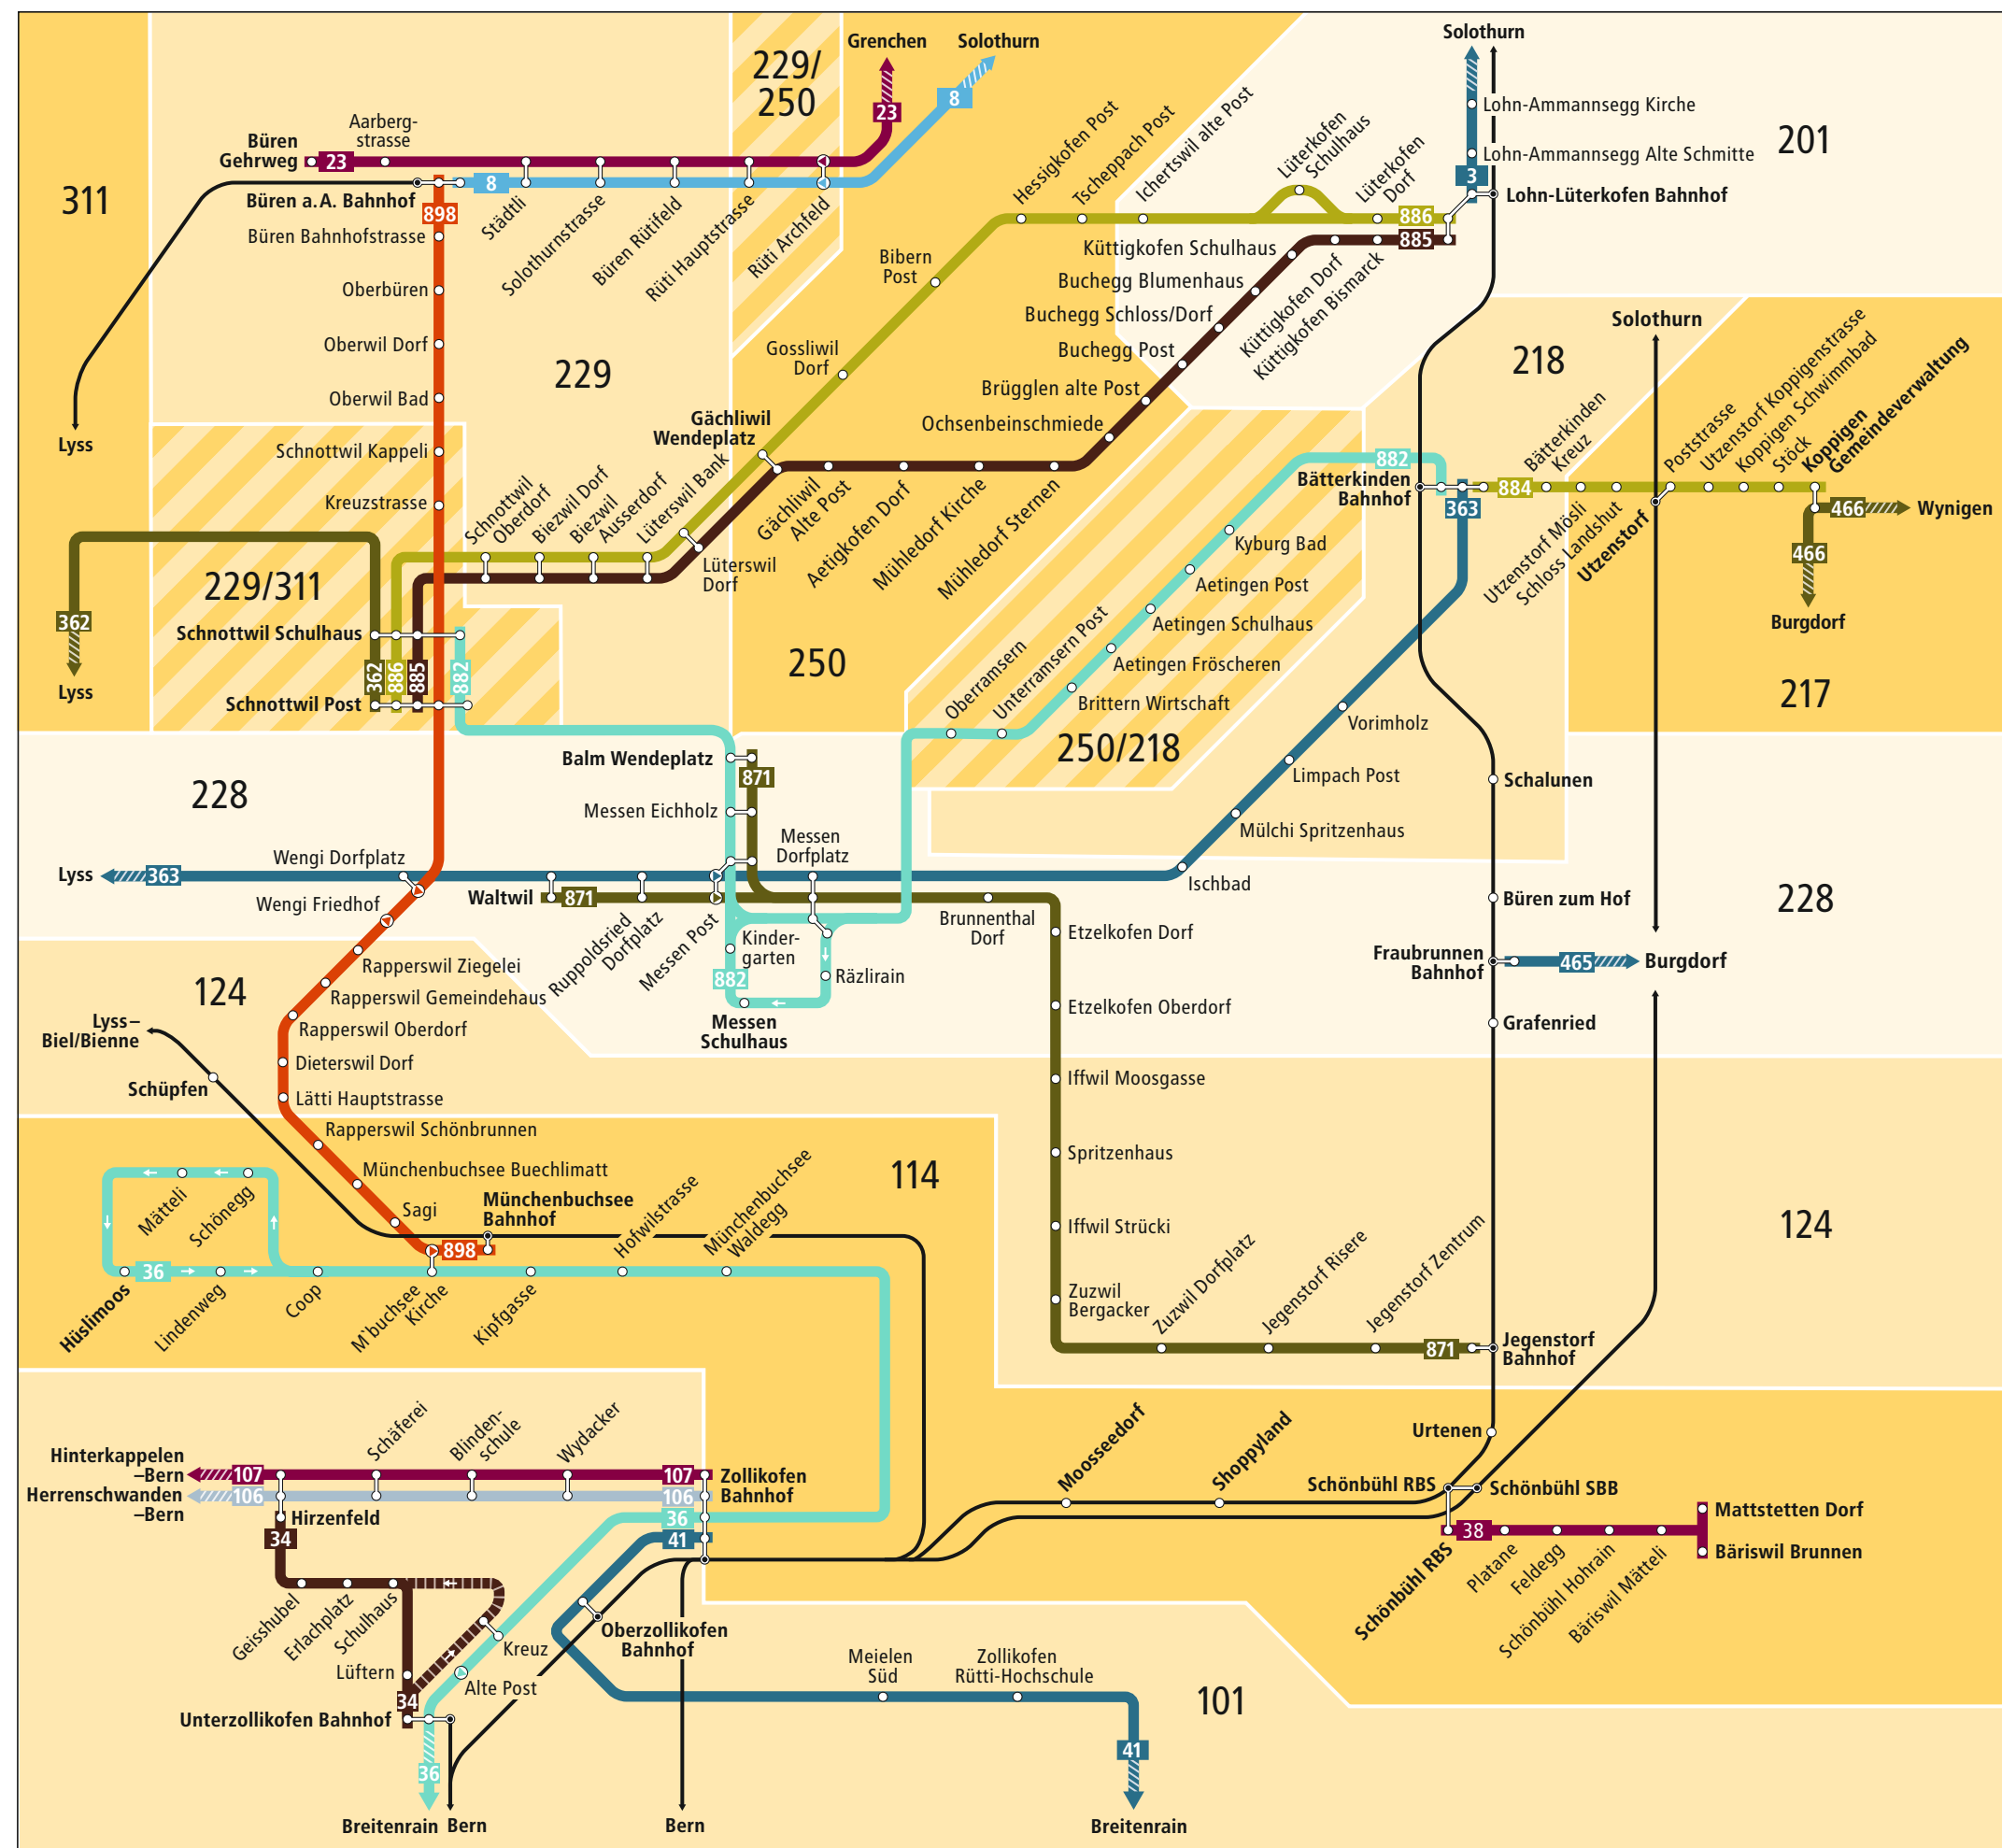 229/
250
Grenchen
Solothurn
23
8
Solothurn
Lohn-Ammannsegg Kirche
Lohn-Ammannsegg Alte Schmitte
3
Lohn-Lüterkofen Bahnhof
201
311
Büren
Gehrweg
23
Aarberg-
strasse
Büren a.A. Bahnhof
8
898
Städtli
Solothurnstrasse
Büren Rütifeld
Rüti Hauptstrasse
Rüti Archfeld
Büren Bahnhofstrasse
Oberbüren
Oberwil Dorf
Oberwil Bad
Schnottwil Kappeli
Kreuzstrasse
Lyss
229
Hessigkofen Post
Tscheppach Post
Ichertswil alte Post
Lüterkofen
Schulhaus
Lüterkofen
Dorf
886
885
Bibern
Post
Gossliwil
Dorf
Gächliwil
Wendeplatz
Küttigkofen Schulhaus
Buchegg Blumenhaus
Buchegg Schloss/Dorf
Buchegg Post
Brügglen alte Post
Ochsenbeinschmiede
Küttigkofen Dorf
Küttigkofen Bismarck
218
Solothurn
Bätterkinden
Kreuz
Poststrasse
Utzenstorf Koppigenstrasse
Koppigen Schwimmbad
Stöck
Koppigen
Gemeindeverwaltung
882
Bätterkinden
Bahnhof
884
363
466
Wynigen
466
Burgdorf
Utzenstorf Mösli
Schloss Landshut
Utzenstorf
217
Schnottwil
Oberdorf
Biezwil Dorf
Biezwil
Ausserdorf
Lüterswil Bank
Lüterswil
Dorf
Gächliwil
Alte Post
Aetigkofen Dorf
Mühledorf Kirche
Mühledorf Sternen
229/311
362
Lyss
Schnottwil Schulhaus
362
886
885
882
Schnottwil Post
250
Kyburg Bad
Aetingen Post
Aetingen Schulhaus
Aetingen Fröscheren
Brittern Wirtschaft
Oberramsern
Unterramsern Post
250/218
Vorimholz
Limpach Post
Mülchi Spritzenhaus
Ischbad
228
Balm Wendeplatz
871
Messen Eichholz
Messen
Dorfplatz
Wengi Dorfplatz
Lyss
363
Wengi Friedhof
Waltwil
871
Ruppoldsried
Dorfplatz
Messen Post
Kinder-
garten
882
Räzlirain
Messen
Schulhaus
Brunnenthal
Dorf
Etzelkofen Dorf
Etzelkofen Oberdorf
Iffwil Moosgasse
Spritzenhaus
Iffwil Strücki
Zuzwil
Bergacker
Zuzwil Dorfplatz
Jegenstorf Risere
Jegenstorf Zentrum
871
Jegenstorf
Bahnhof
Schalunen
Büren zum Hof
228
Fraubrunnen
Bahnhof
465
Burgdorf
Grafenried
124
Rapperswil Ziegelei
Rapperswil Gemeindehaus
Rapperswil Oberdorf
Dieterswil Dorf
Lätti Hauptstrasse
Rapperswil Schönbrunnen
Münchenbuchsee Buechlimatt
Sagi
Lyss–
Biel/Bienne
Schüpfen
Münchenbuchsee
Bahnhof
898
114
124
Mätteli
Schönegg
Hofwilstrasse
Münchenbuchsee
Waldegg
36
Hüslimoos
Lindenweg
Coop
M`buchsee
Kirche
Kipfgasse
Hinterkappelen
–Bern
107
Herrenschwanden
–Bern
106
Schäferei
Blinden-
schule
Wydacker
107
106
36
41
Zollikofen
Bahnhof
Hirzenfeld
34
Geisshubel
Erlachplatz
Schulhaus
Lüftern
34
Kreuz
Alte Post
Unterzollikofen Bahnhof
36
Breitenrain
Bern
Oberzollikofen
Bahnhof
Bern
Meielen
Süd
Zollikofen
Rütti-Hochschule
41
Breitenrain
101
Moosseedorf
Shoppyland
Urtenen
Schönbühl RBS
Schönbühl SBB
38
Schönbühl RBS
Platane
Feldegg
Schönbühl Hohrain
Bäriswil Mätteli
Mattstetten Dorf
Bäriswil Brunnen